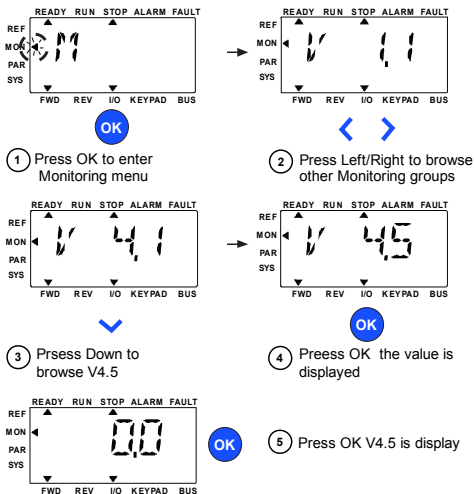 READY RUN STOP ALARM FAULT
REF
MON
M
PAR
SYS
FWD REV I/O KEYPAD BUS
OK
1 Press OK to enter
Monitoring menu
READY RUN STOP ALARM FAULT
REF
MON
V 1.1
PAR
SYS
FWD REV I/O KEYPAD BUS
2 Press Left/Right to browse
other Monitoring groups
READY RUN STOP ALARM FAULT
REF
MON
V 4.1
PAR
SYS
FWD REV I/O KEYPAD BUS
3 Prsess Down to
browse V4.5
READY RUN STOP ALARM FAULT
REF
MON
V 4.5
PAR
SYS
FWD REV I/O KEYPAD BUS
OK
4 Preess OK the value is
displayed
READY RUN STOP ALARM FAULT
REF
MON
0.0
PAR
SYS
FWD REV I/O KEYPAD BUS
OK
5 Press OK V4.5 is display